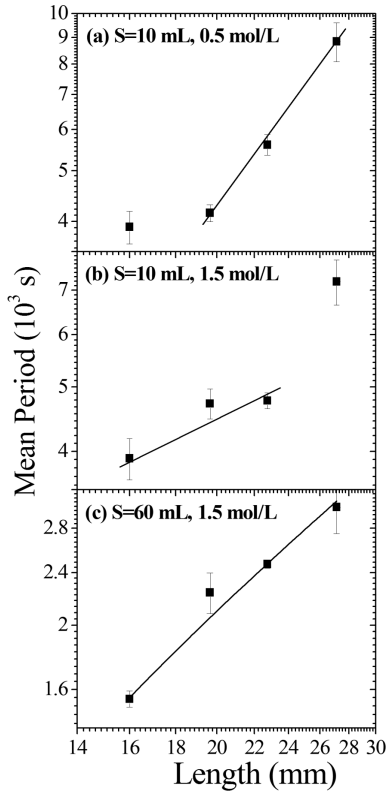 10
9
8
7
6
5
4
(a) S=10 mL, 0.5 mol/L
7
5
4
(b) S=10 mL, 1.5 mol/L
2.8
2.4
2
1.6
(c) S=60 mL, 1.5 mol/L
Mean Period (10³ s)
14 16 18 20 22 24 26 28 30
Length (mm)